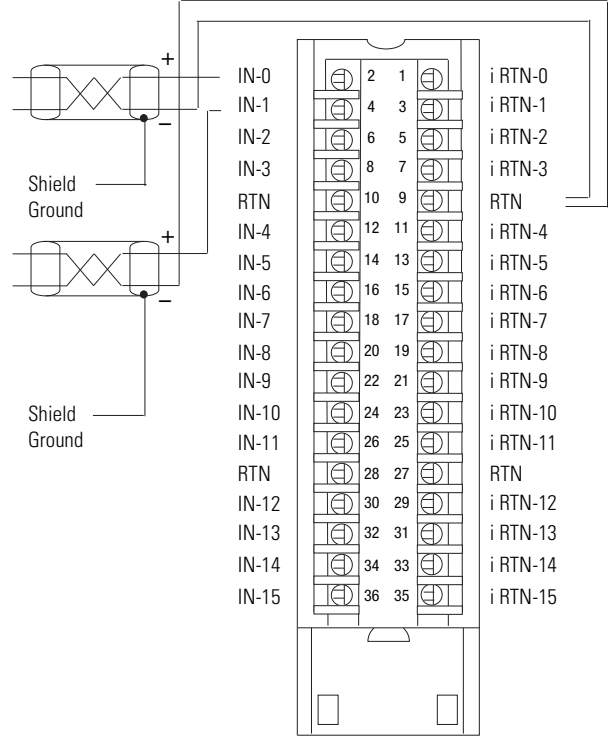 +
IN-0 2 1 i RTN-0
IN-1 4 3 i RTN-1
–
IN-2 6 5 i RTN-2
IN-3 8 7 i RTN-3
Shield
Ground
RTN 10 9 RTN
IN-4 12 11 i RTN-4
+
IN-5 14 13 i RTN-5
IN-6 16 15 i RTN-6
–
IN-7 18 17 i RTN-7
IN-8 20 19 i RTN-8
IN-9 22 21 i RTN-9
Shield
Ground
IN-10 24 23 i RTN-10
IN-11 26 25 i RTN-11
RTN 28 27 RTN
IN-12 30 29 i RTN-12
IN-13 32 31 i RTN-13
IN-14 34 33 i RTN-14
IN-15 36 35 i RTN-15